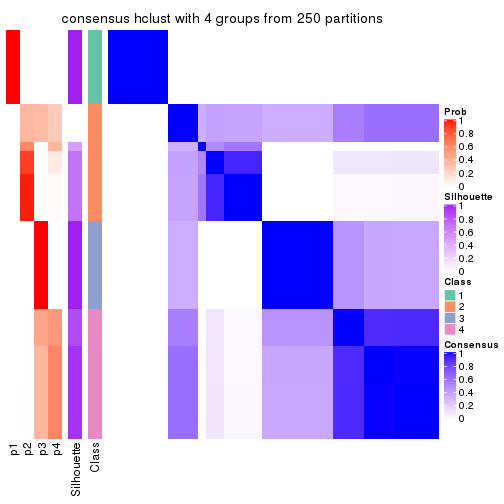 consensus hclust with 4 groups from 250 partitions
Prob
1
0.8
0.6
0.4
0.2
0
Silhouette
1
0.8
0.6
0.4
0.2
0
Class
1
2
3
4
Consensus
1
0.8
0.6
0.4
0.2
0
p1
p2
p3
p4
Silhouette
Class